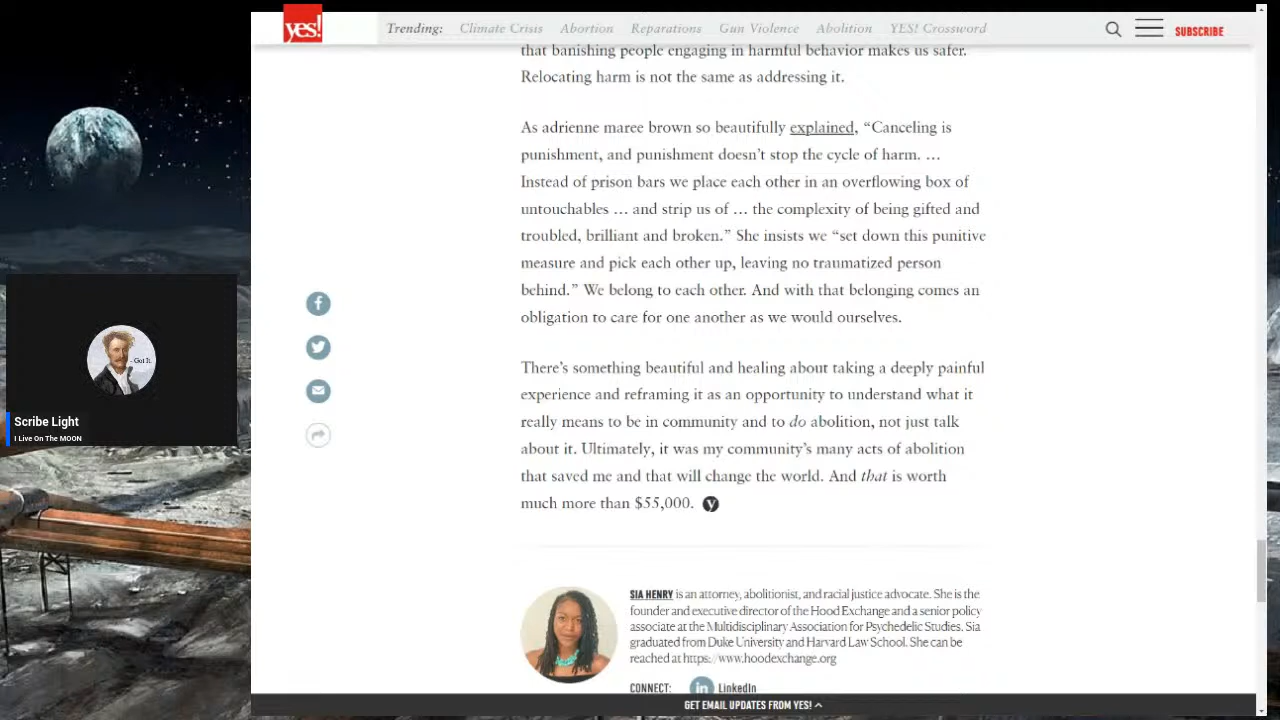 yes!
Trending: Climate Crisis Abortion Reparations Gun Violence Abolition YES! Crossword
SUBSCRIBE
that banishing people engaging in harmful behavior makes us safer.
Relocating harm is not the same as addressing it.
As adrienne maree brown so beautifully explained, “Canceling is
punishment, and punishment doesn’t stop the cycle of harm. …
Instead of prison bars we place each other in an overflowing box of
untouchables … and strip us of … the complexity of being gifted and
troubled, brilliant and broken.” She insists we “set down this punitive
measure and pick each other up, leaving no traumatized person
behind.” We belong to each other. And with that belonging comes an
obligation to care for one another as we would ourselves.
There’s something beautiful and healing about taking a deeply painful
experience and reframing it as an opportunity to understand what it
really means to be in community and to do abolition, not just talk
about it. Ultimately, it was my community’s many acts of abolition
that saved me and that will change the world. And that is worth
much more than $55,000. y
- Got It.
Scribe Light
I Live On The MOON
SIA HENRY is an attorney, abolitionist, and racial justice advocate. She is the
founder and executive director of the Hood Exchange and a senior policy
associate at the Multidisciplinary Association for Psychedelic Studies. Sia
graduated from Duke University and Harvard Law School. She can be
reached at https://www.hoodexchange.org
CONNECT: in LinkedIn
GET EMAIL UPDATES FROM YES!